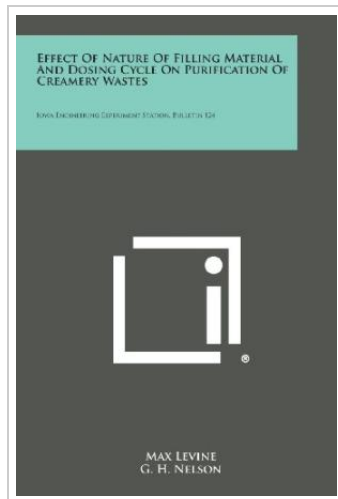 Effect Of Nature Of Filling Material
And Dosing Cycle On Purification Of
Creamery Wastes
Iowa Engineering Experiment Station, Bulletin 124
®
Max Levine
G. H. Nelson